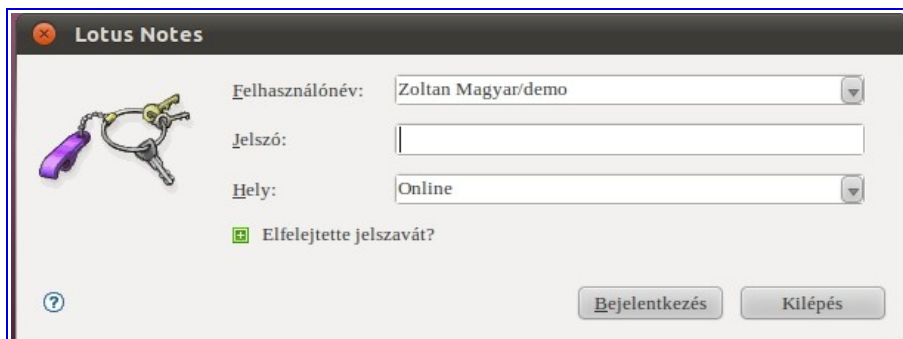 Lotus Notes
Felhasználónév: Zoltan Magyar/demo
Jelszó:
Hely: Online
Elfelejtette jelszavát?
Bejelentkezés Kilépés